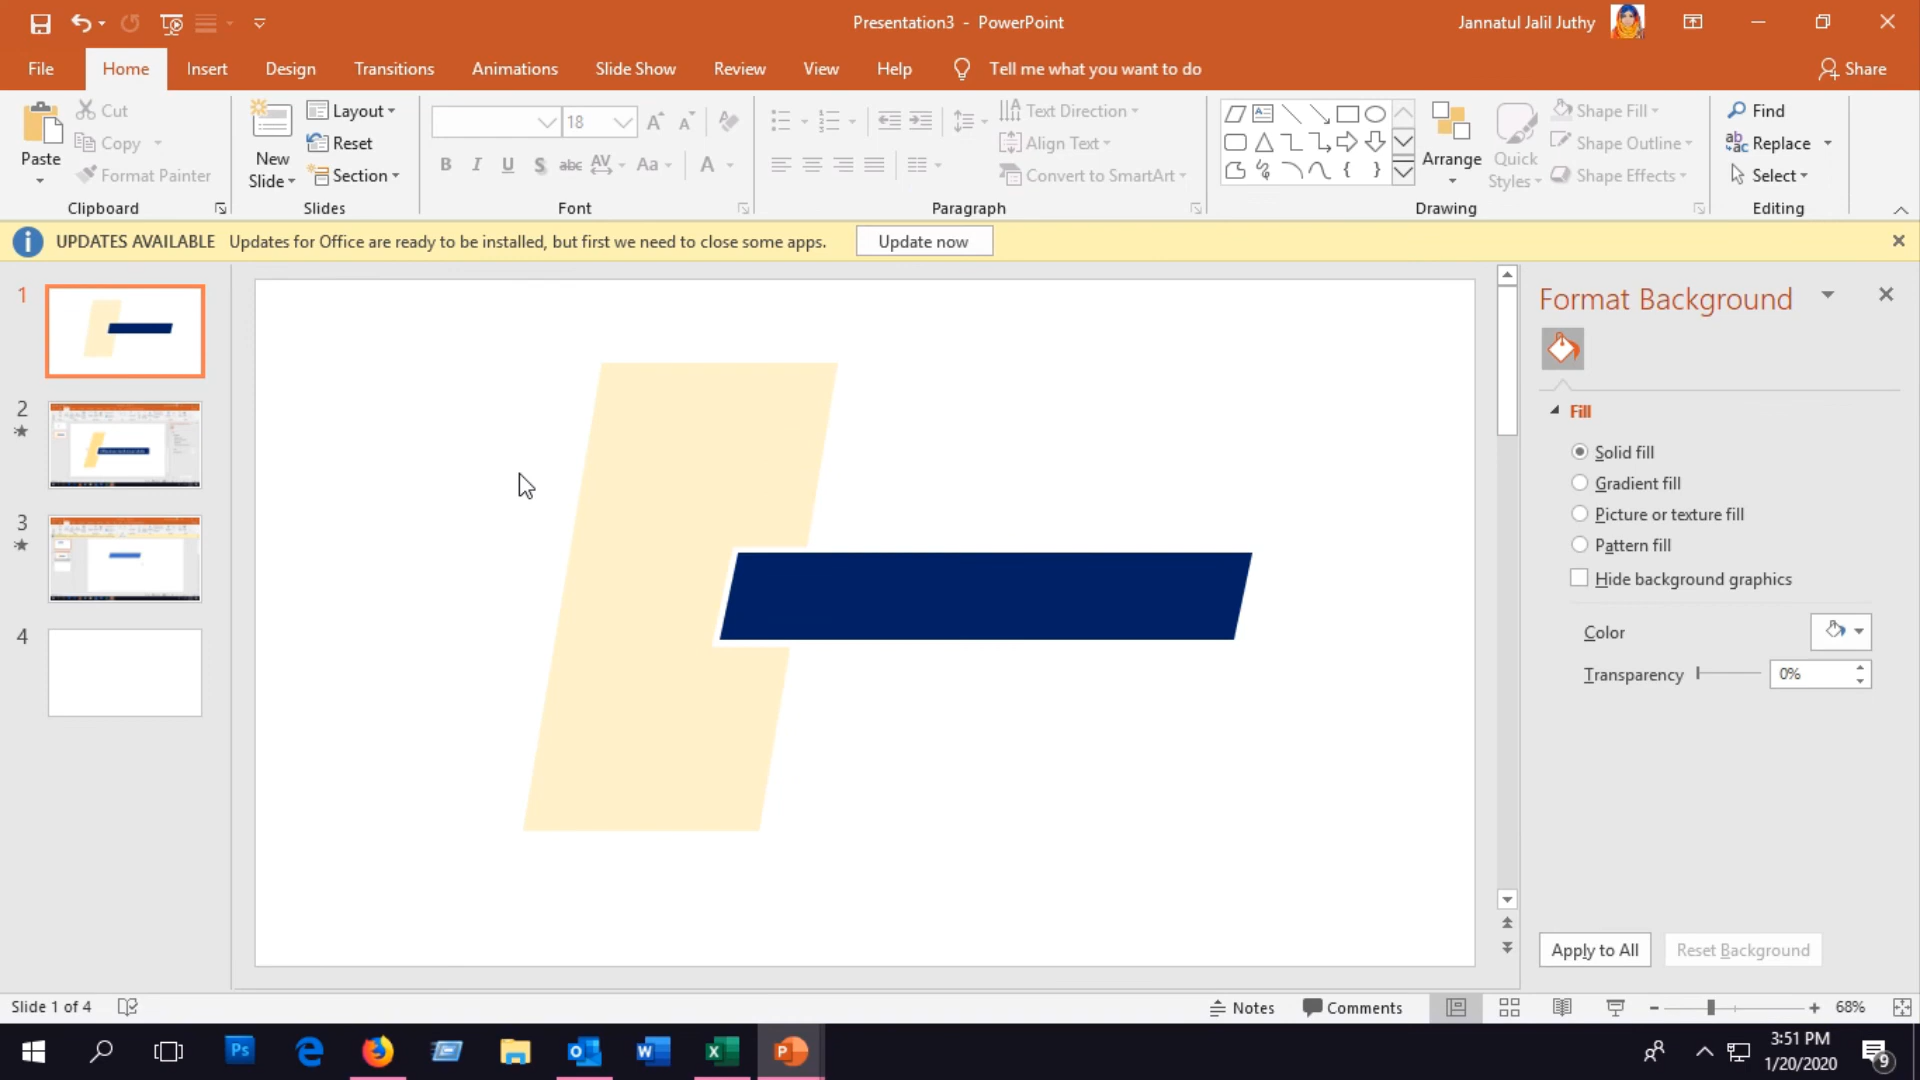 Presentation3 - PowerPoint
Jannatul Jalil Juthy
File Home Insert Design Transitions Animations Slide Show Review View Help Tell me what you want to do Share
Paste
Cut
Copy
Format Painter
Clipboard
New Slide
Layout
Reset
Section
Slides
18
B I U S abc AV Aa A
Font
Paragraph
Text Direction
Align Text
Convert to SmartArt
Arrange
Quick Styles
Shape Fill
Shape Outline
Shape Effects
Drawing
Find
Replace
Select
Editing
UPDATES AVAILABLE Updates for Office are ready to be installed, but first we need to close some apps. Update now
1
2
3
4
Format Background
Fill
Solid fill
Gradient fill
Picture or texture fill
Pattern fill
Hide background graphics
Color
Transparency 0%
Apply to All Reset Background
Slide 1 of 4
Notes Comments 68%
Ps
3:51 PM
1/20/2020
9